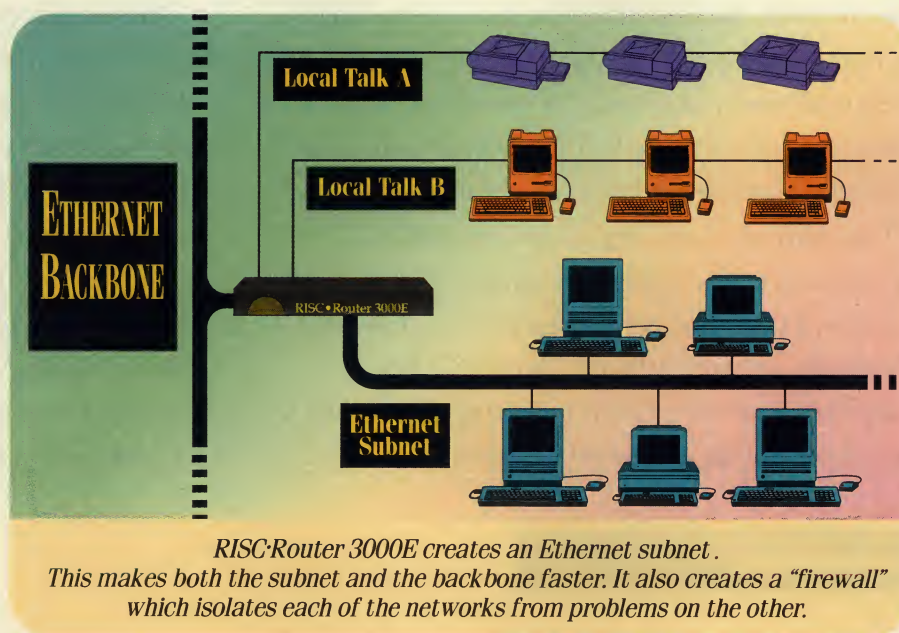 Local Talk A
Local Talk B
ETHERNET
BACKBONE
RISC•Router 3000E
Ethernet
Subnet
RISC•Router 3000E creates an Ethernet subnet.
This makes both the subnet and the backbone faster. It also creates a “firewall”
which isolates each of the networks from problems on the other.